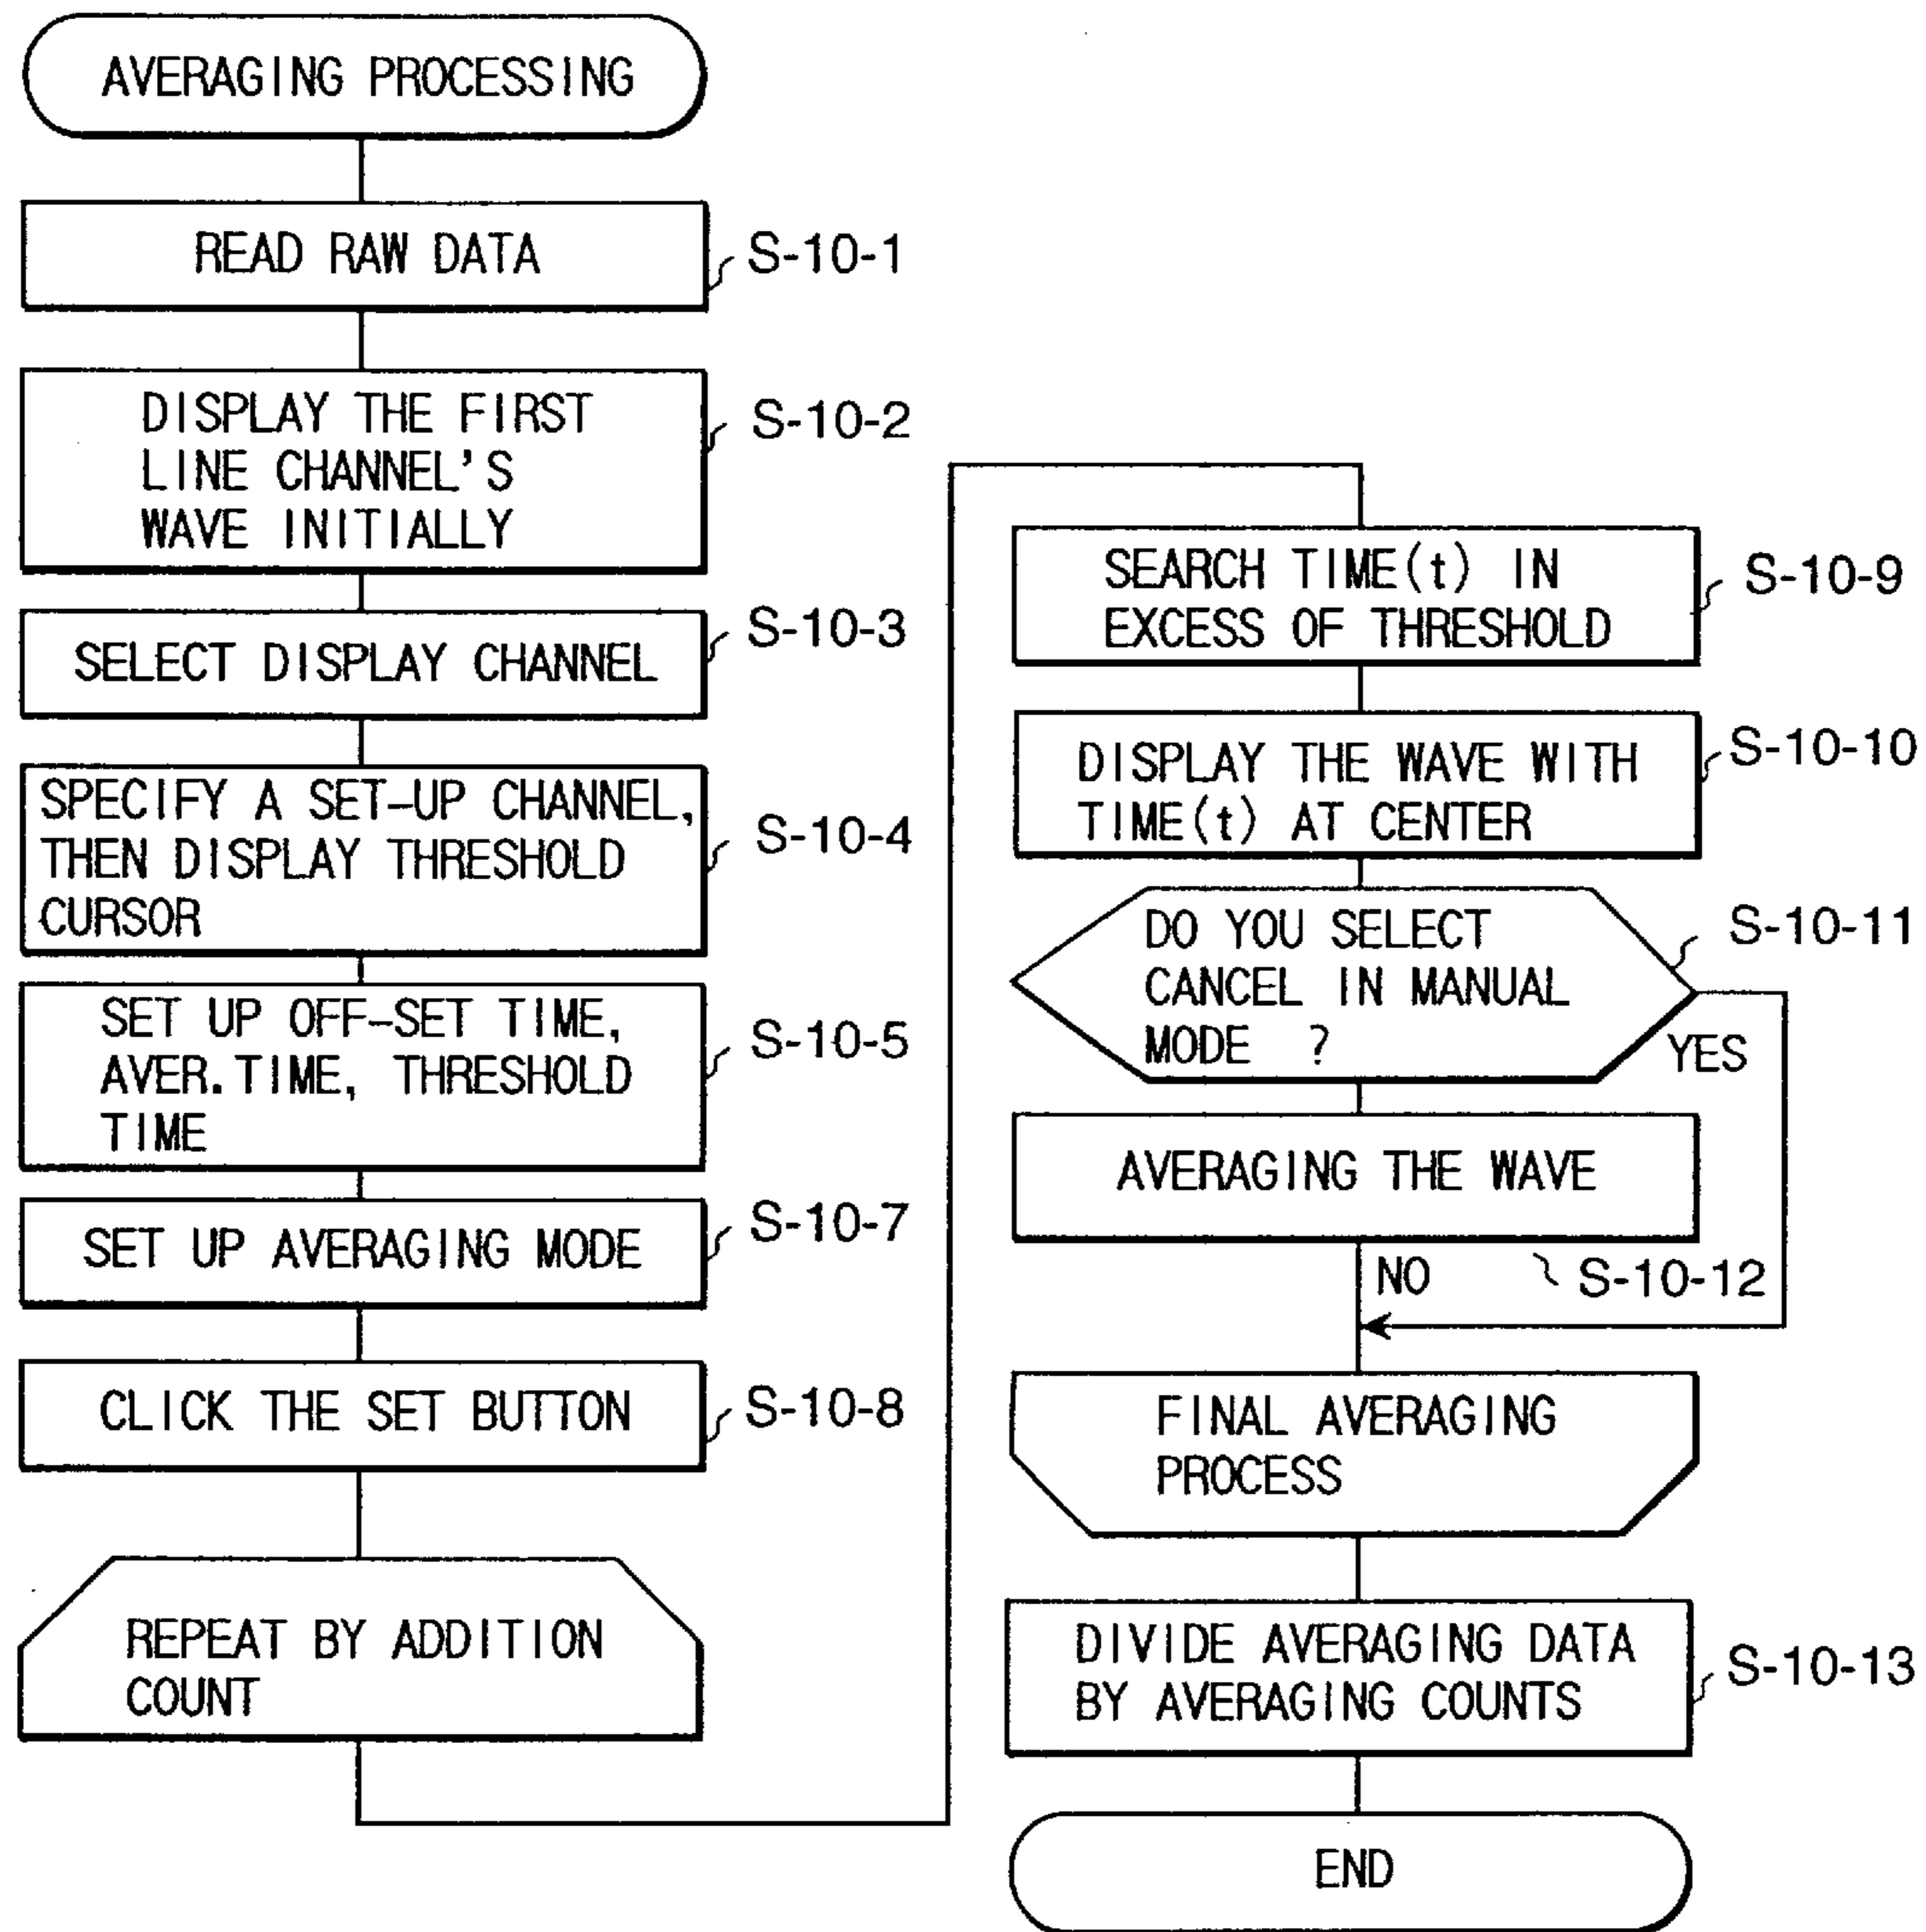 AVERAGING PROCESSING
READ RAW DATA
S-10-1
DISPLAY THE FIRST
LINE CHANNEL'S
WAVE INITIALLY
S-10-2
SELECT DISPLAY CHANNEL
S-10-3
SPECIFY A SET-UP CHANNEL,
THEN DISPLAY THRESHOLD
CURSOR
S-10-4
SET UP OFF-SET TIME,
AVER.TIME, THRESHOLD
TIME
S-10-5
SET UP AVERAGING MODE
S-10-7
CLICK THE SET BUTTON
S-10-8
REPEAT BY ADDITION
COUNT
SEARCH TIME(t) IN
EXCESS OF THRESHOLD
S-10-9
DISPLAY THE WAVE WITH
TIME(t) AT CENTER
S-10-10
DO YOU SELECT
CANCEL IN MANUAL
MODE ?
S-10-11
YES
AVERAGING THE WAVE
NO
S-10-12
FINAL AVERAGING
PROCESS
DIVIDE AVERAGING DATA
BY AVERAGING COUNTS
S-10-13
END